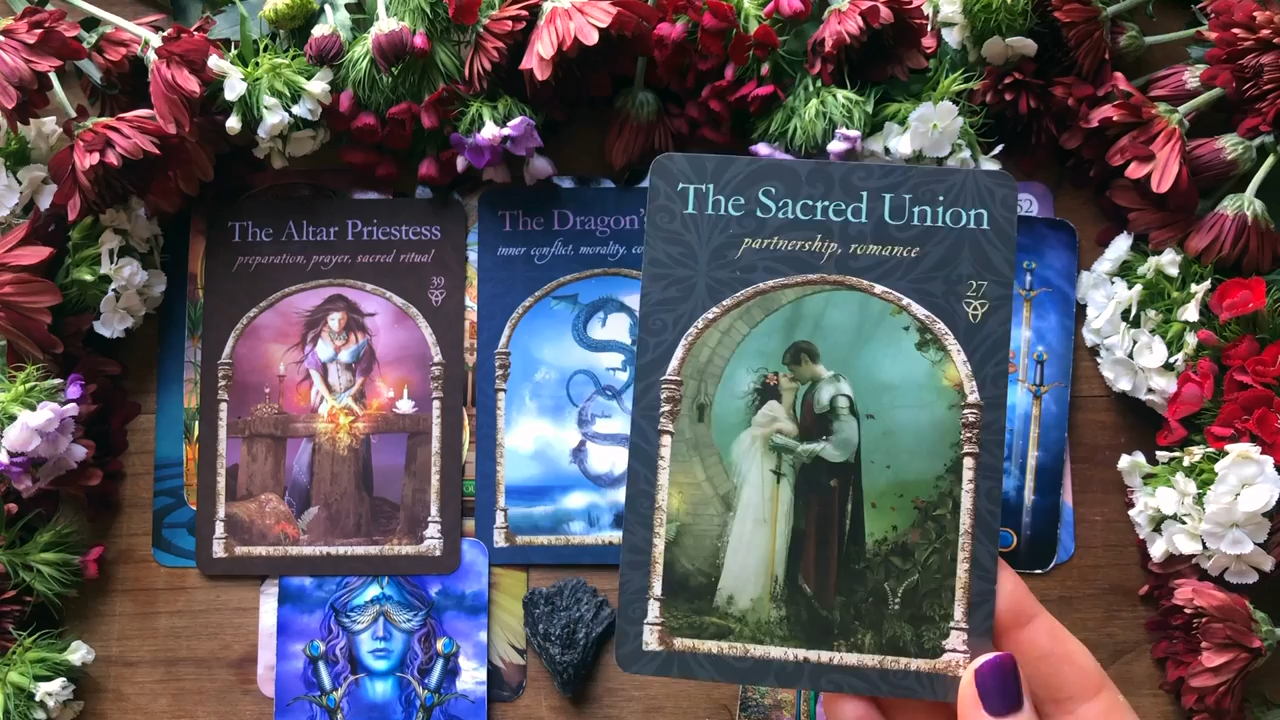 The Altar Priestess
preparation, prayer, sacred ritual
39
The Dragon's
inner conflict, morality,
The Sacred Union
partnership, romance
27
52